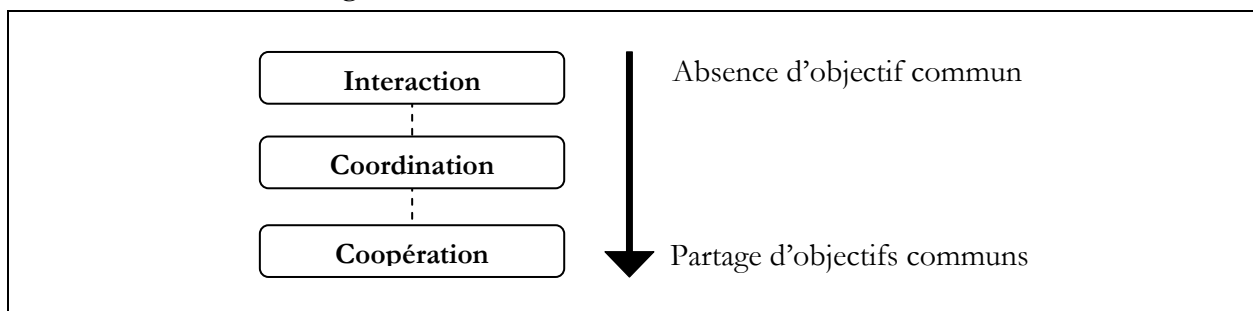 Interaction
Absence d'objectif commun
Coordination
Coopération
Partage d'objectifs communs